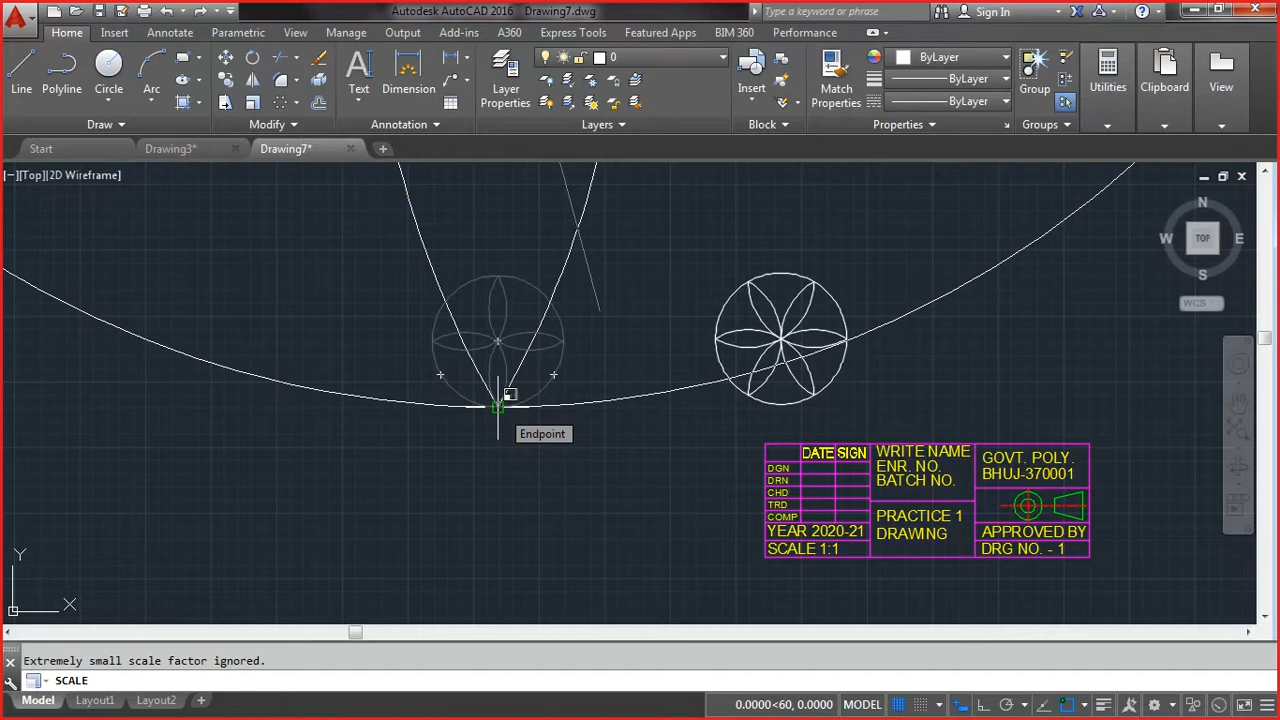 Autodesk AutoCAD 2016 Drawing7.dwg
Type a keyword or phrase
Sign In
Home Insert Annotate Parametric View Manage Output Add-ins A360 Express Tools Featured Apps BIM 360 Performance
Line
Polyline
Circle
Arc
Text
Dimension
Layer
Properties
0
Insert
Match
Properties
ByLayer
ByLayer
ByLayer
Group
Utilities
Clipboard
View
Draw
Modify
Annotation
Layers
Block
Properties
Groups
Start
Drawing3*
Drawing7*
[−][Top][2D Wireframe]
N
W
TOP
E
S
WCS
Endpoint
DATE
SIGN
DGN
DRN
CHD
TRD
COMP
YEAR 2020-21
SCALE 1:1
WRITE NAME
ENR. NO.
BATCH NO.
PRACTICE 1
DRAWING
GOVT. POLY.
BHUJ-370001
APPROVED BY
DRG NO. - 1
Y
X
Extremely small scale factor ignored.
SCALE
Model Layout1 Layout2
0.0000<60, 0.0000
MODEL